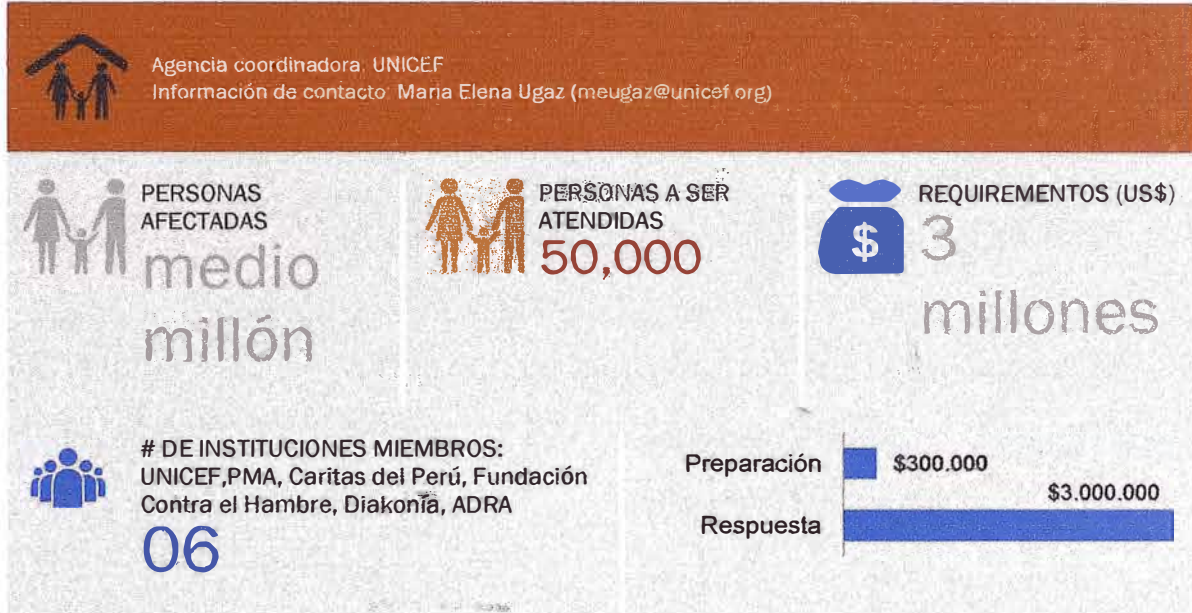 Agencia coordinadora: UNICEF
Información de contacto: Maria Elena Ugaz (meugaz@unicef.org)
PERSONAS
AFECTADAS
medio
millón
PERSONAS A SER
ATENDIDAS
50,000
REQUIREMENTOS (US$)
$
3
millones
# DE INSTITUCIONES MIEMBROS:
UNICEF,PMA, Caritas del Perú, Fundación
Contra el Hambre, Diakonía, ADRA
06
Preparación
$300.000
$3.000.000
Respuesta